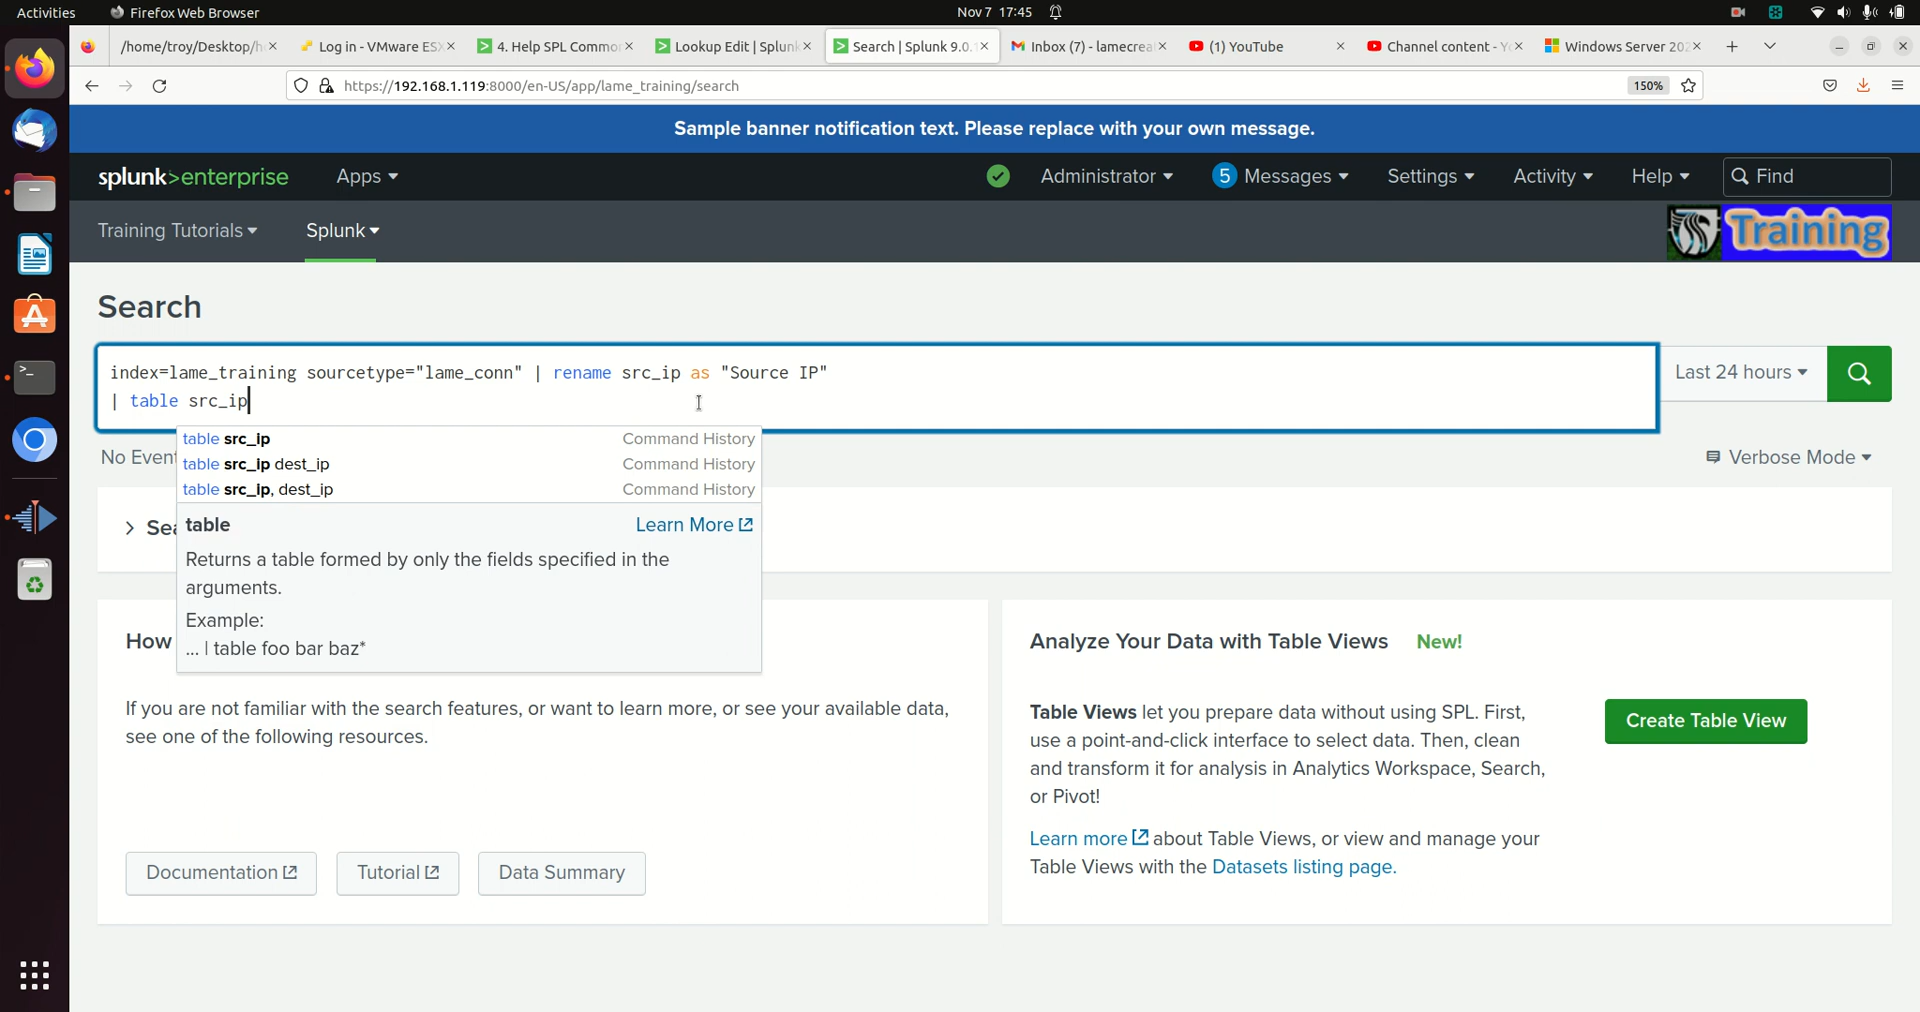 Activities
Firefox Web Browser
Nov 7 17:45
/home/troy/Desktop/h
Log in - VMware ESX
4. Help SPL Commo
Lookup Edit | Splunk
Search | Splunk 9.0.
Inbox (7) - lamecrea
(1) YouTube
Channel content - Y
Windows Server 202
https://192.168.1.119:8000/en-US/app/lame_training/search
150%
Sample banner notification text. Please replace with your own message.
splunk>enterprise
Apps
Administrator
5 Messages
Settings
Activity
Help
Find
Training Tutorials
Splunk
Training
Search
index=lame_training sourcetype="lame_conn" | rename src_ip as "Source IP"
| table src_ip
Last 24 hours
No Event
Verbose Mode
table src_ip Command History
table src_ip dest_ip Command History
table src_ip, dest_ip Command History
Sea
table
Learn More
Returns a table formed by only the fields specified in the
arguments.
Example:
... | table foo bar baz*
How
If you are not familiar with the search features, or want to learn more, or see your available data,
see one of the following resources.
Documentation
Tutorial
Data Summary
Analyze Your Data with Table Views New!
Table Views let you prepare data without using SPL. First,
use a point-and-click interface to select data. Then, clean
and transform it for analysis in Analytics Workspace, Search,
or Pivot!
Learn more about Table Views, or view and manage your
Table Views with the Datasets listing page.
Create Table View